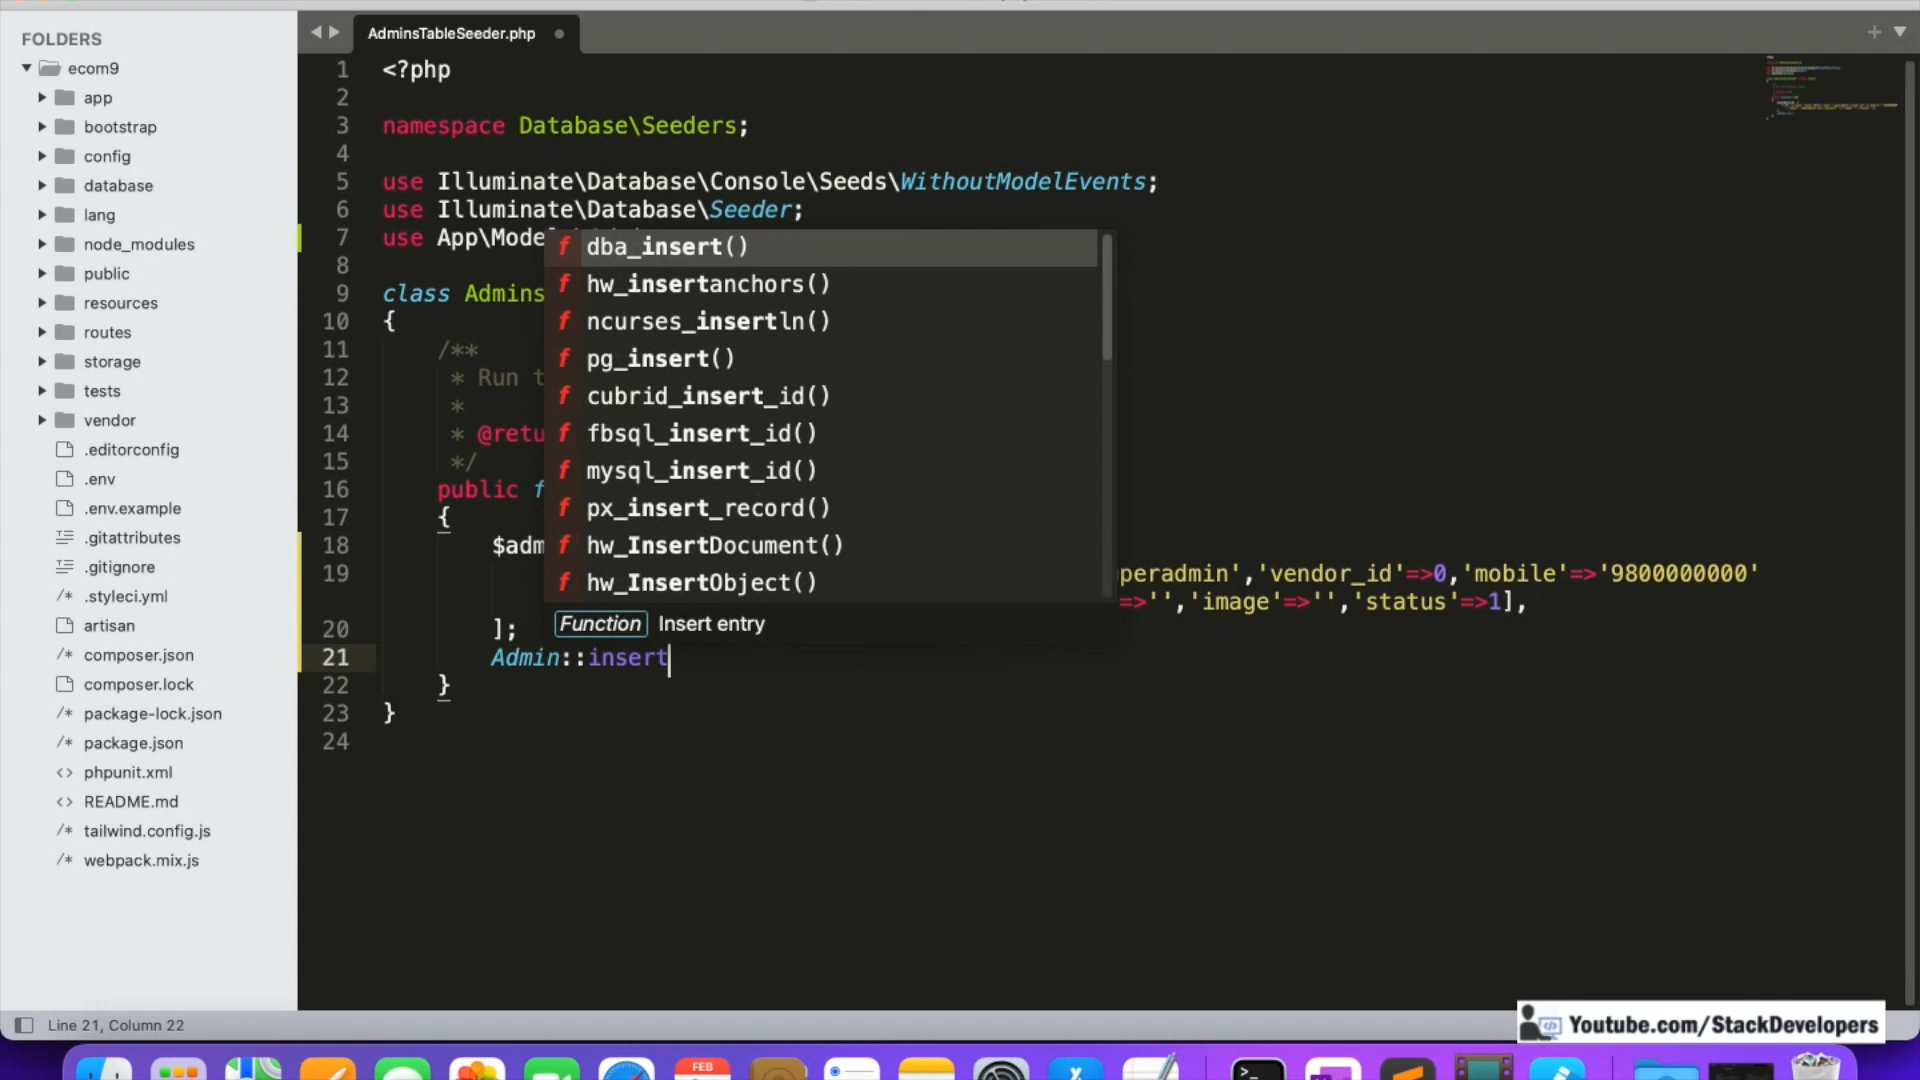 FOLDERS
ecom9
app
bootstrap
config
database
lang
node_modules
public
resources
routes
storage
tests
vendor
.editorconfig
.env
.env.example
.gitattributes
.gitignore
.styleci.yml
artisan
composer.json
composer.lock
package-lock.json
package.json
phpunit.xml
README.md
tailwind.config.js
webpack.mix.js
AdminsTableSeeder.php
1 <?php
2
3 namespace Database\Seeders;
4
5 use Illuminate\Database\Console\Seeds\WithoutModelEvents;
6 use Illuminate\Database\Seeder;
7 use App\Model
8
9 class Admins
10 {
11 /**
12 * Run t
13 *
14 * @retu
15 */
16 public f
17 {
18 $adm
19 peradmin','vendor_id'=>0,'mobile'=>'9800000000'
=>'','image'=>'','status'=>1],
20 ];
21 Admin::insert
22 }
23 }
24
f dba_insert()
f hw_insertanchors()
f ncurses_insertln()
f pg_insert()
f cubrid_insert_id()
f fbsql_insert_id()
f mysql_insert_id()
f px_insert_record()
f hw_InsertDocument()
f hw_InsertObject()
Function Insert entry
Line 21, Column 22
Youtube.com/StackDevelopers
FEB